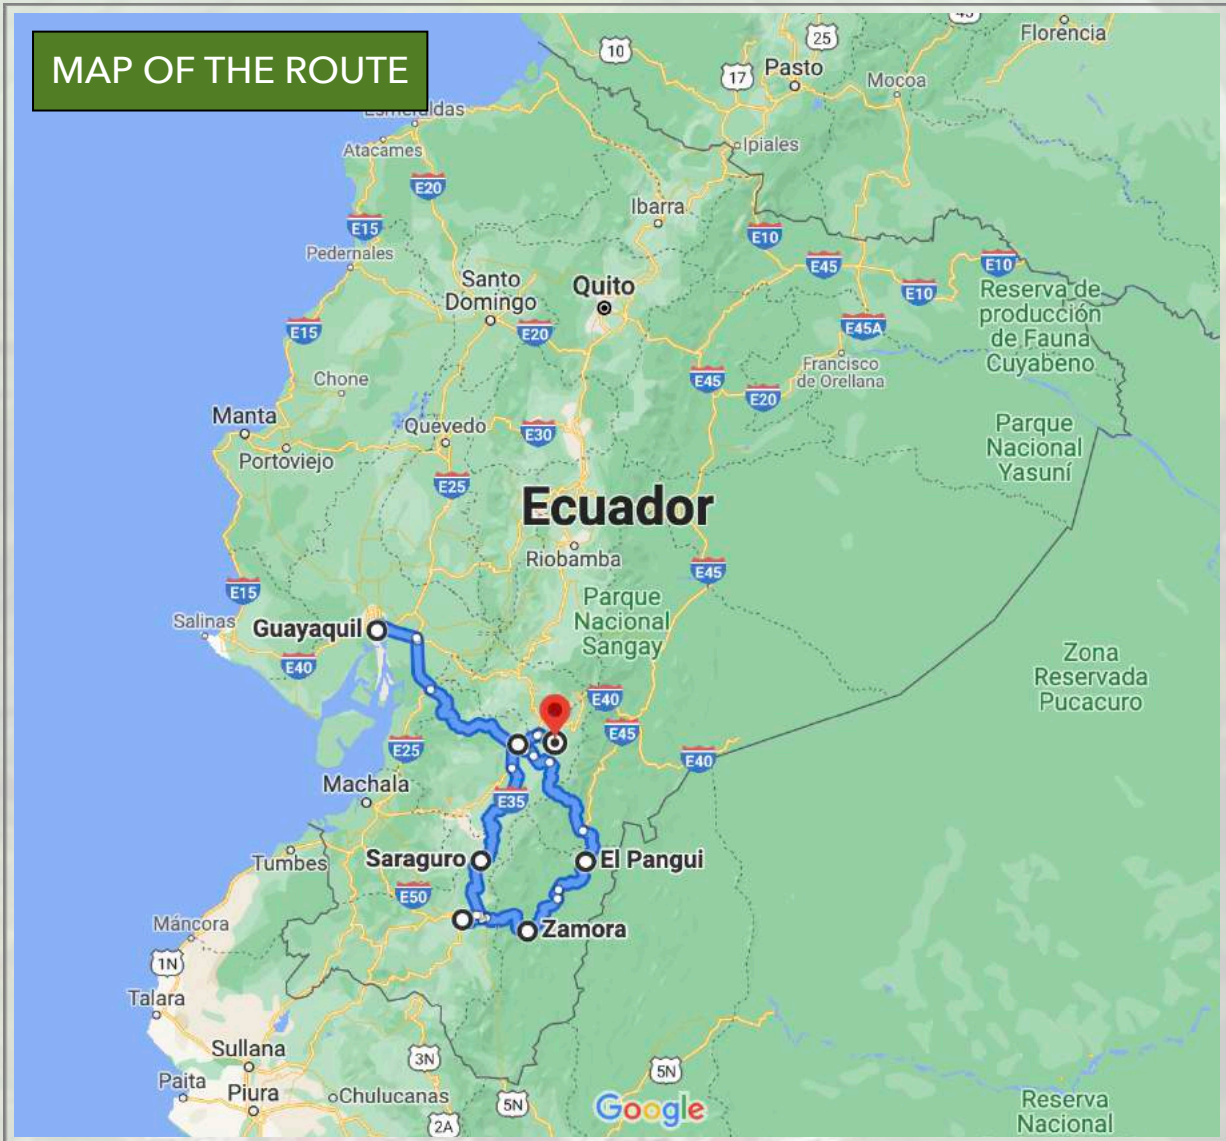 MAP OF THE ROUTE
45
10
25
Florencia
17
Pasto
Mocoa
Esmeraldas
Atacames
Ipiales
E20
Ibarra
E15
E10
Pedernales
E45
E10
Santo
Domingo
Quito
E10
Reserva de
producción
de Fauna
Cuyabeno
E15
E20
E45A
Francisco
de Orellana
Chone
E45
E20
Manta
Quevedo
E30
Parque
Nacional
Yasuní
Portoviejo
E25
Ecuador
Riobamba
E45
E15
Parque
Nacional
Sangay
Salinas
Guayaquil
E40
Zona
Reservada
Pucacuro
E40
E45
E25
E40
Machala
E35
Tumbes
Saraguro
El Pangui
E50
Máncora
Zamora
1N
Talara
Sullana
3N
5N
Paita
Piura
Chulucanas
5N
Google
2A
Reserva
Nacional